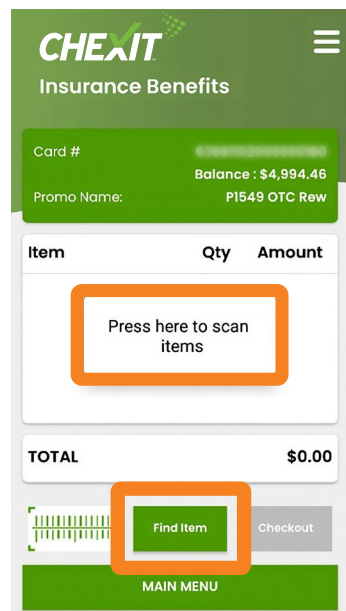 CHEXIT
Insurance Benefits
Card #
Balance : $4,994.46
Promo Name: P1549 OTC Rew
Item Qty Amount
Press here to scan
items
TOTAL $0.00
Find Item Checkout
MAIN MENU